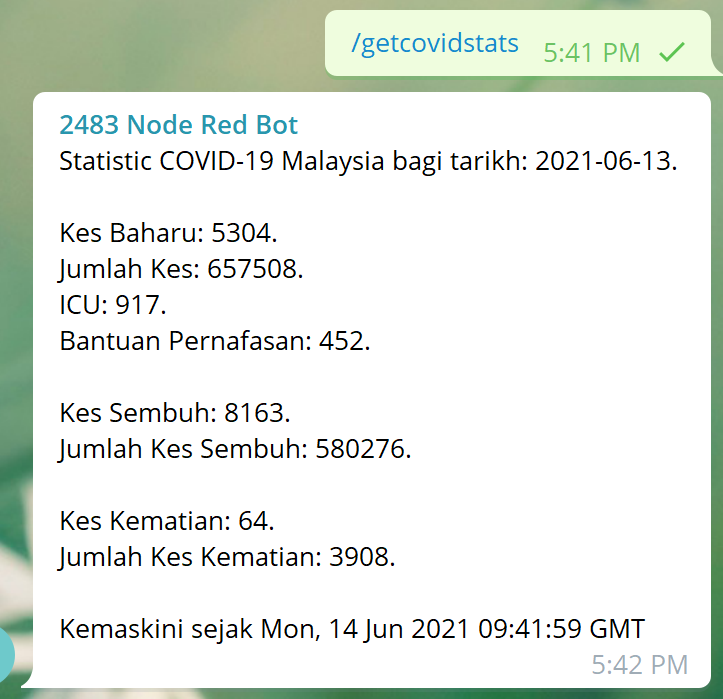 /getcovidstats 5:41 PM
2483 Node Red Bot
Statistic COVID-19 Malaysia bagi tarikh: 2021-06-13.
Kes Baharu: 5304.
Jumlah Kes: 657508.
ICU: 917.
Bantuan Pernafasan: 452.
Kes Sembuh: 8163.
Jumlah Kes Sembuh: 580276.
Kes Kematian: 64.
Jumlah Kes Kematian: 3908.
Kemaskini sejak Mon, 14 Jun 2021 09:41:59 GMT
5:42 PM